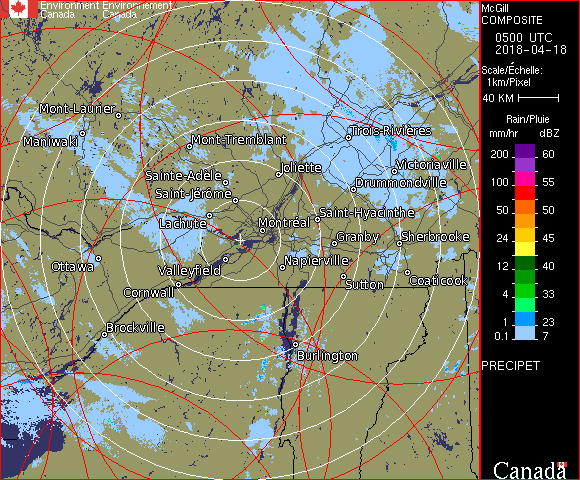 Environment Environnement
Canada Canada
McGill
COMPOSITE
0500 UTC
2018-04-18
Scale/Échelle:
1km/Pixel
40 KM
Rain/Pluie
mm/hr dBZ
200 60
150 57
100 55
50 50
24 45
12 40
4 33
1 23
0.1 7
PRECIPET
Canada
Mont-Laurier
Maniwaki
Mont-Tremblant
Trois-Rivières
Joliette
Victoriaville
Sainte-Adèle
Drummondville
Saint-Jérôme
Lachute
Saint-Hyacinthe
Montréal
Granby
Sherbrooke
Ottawa
Valleyfield
Napierville
Cornwall
Sutton
Coaticook
Brockville
Burlington